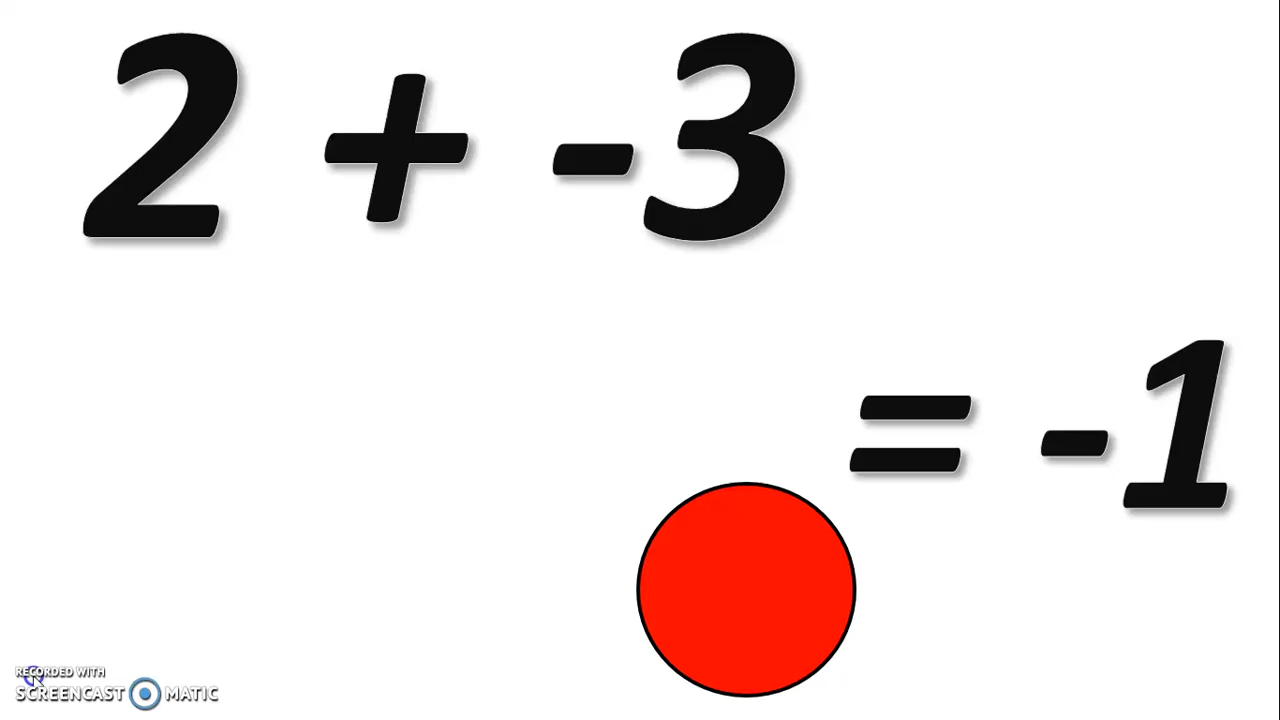 2 + -3
= -1
RECORDED WITH
SCREENCAST MATIC